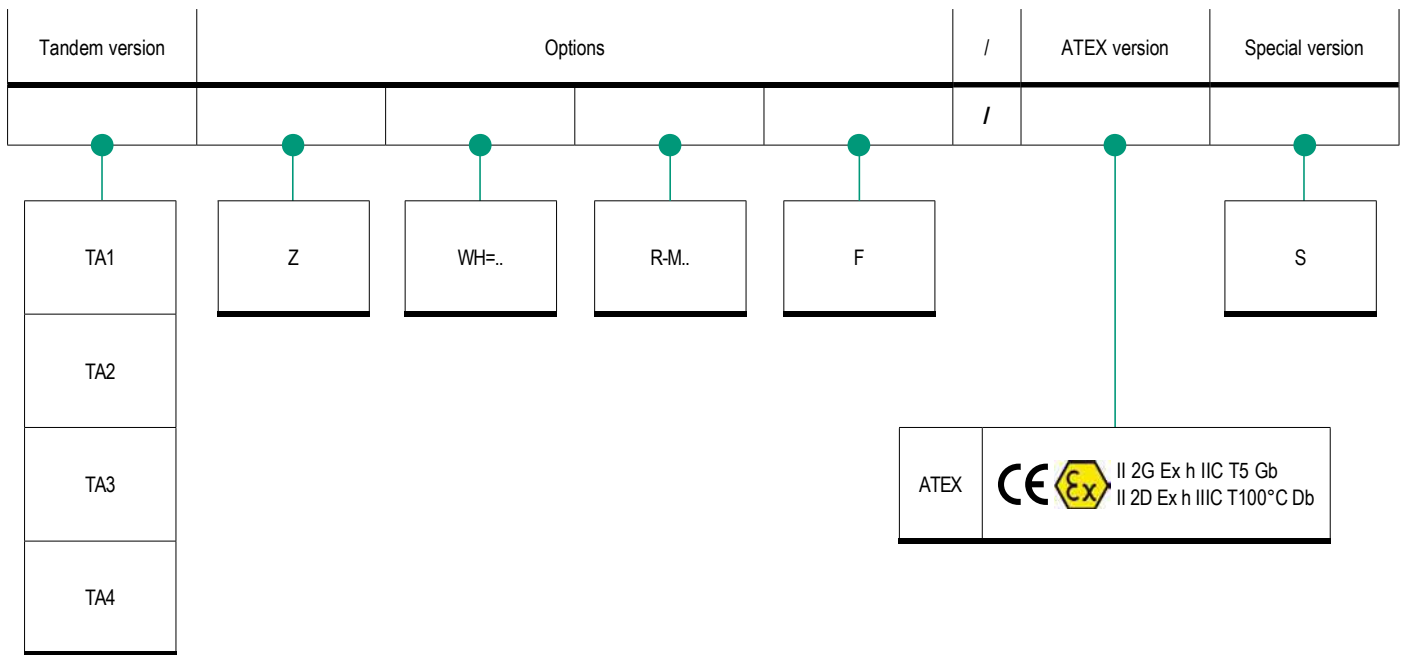 Tandem version
Options
/
ATEX version
Special version
/
TA1
Z
WH=..
R-M..
F
S
TA2
TA3
TA4
ATEX
CE
Ex
II 2G Ex h IIC T5 Gb
II 2D Ex h IIIC T100°C Db